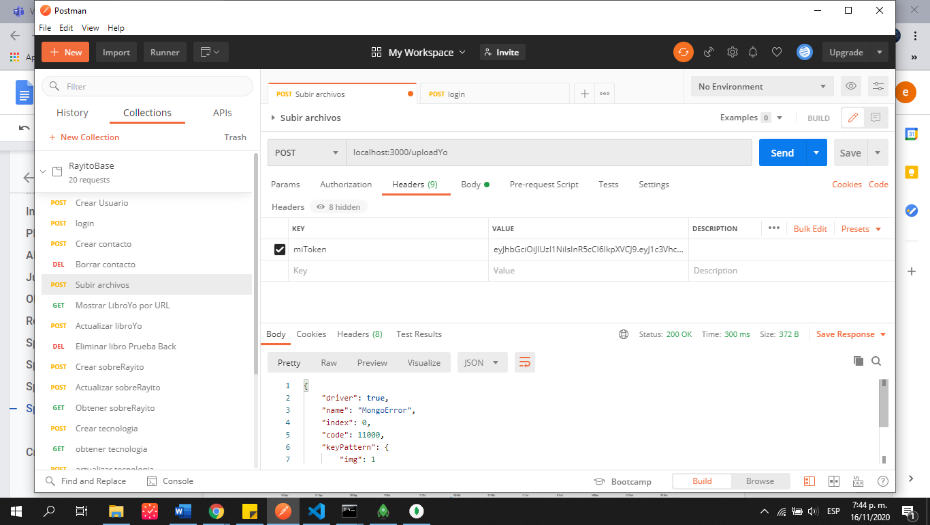 Postman
File Edit View Help
New
Import
Runner
My Workspace
Invite
Upgrade
Filter
History
Collections
APIs
New Collection
Trash
RayitoBase
20 requests
POST Crear Usuario
POST login
POST Crear contacto
DEL Borrar contacto
POST Subir archivos
GET Mostrar LibroYo por URL
POST Actualizar libroYo
DEL Eliminar libro Prueba Back
POST Crear sobreRayito
POST Actualizar sobreRayito
GET Obtener sobreRayito
POST Crear tecnologia
GET obtener tecnologia
POST actualizar tecnologia
POST Subir archivos
POST login
No Environment
Subir archivos
Examples 0
BUILD
POST
localhost:3000/uploadYo
Send
Save
Params
Authorization
Headers (9)
Body
Pre-request Script
Tests
Settings
Cookies
Code
Headers
8 hidden
KEY
VALUE
DESCRIPTION
Bulk Edit
Presets
miToken
Key
Value
Description
Body
Cookies
Headers (8)
Test Results
Status: 200 OK
Time: 300 ms
Size: 372 B
Save Response
Pretty
Raw
Preview
Visualize
JSON
1 {
2 "driver": true,
3 "name": "MongoError",
4 "index": 0,
5 "code": 11000,
6 "keyPattern": {
7 "img": 1
Find and Replace
Console
Bootcamp
Build
Browse
ESP
7:44 p. m.
16/11/2020